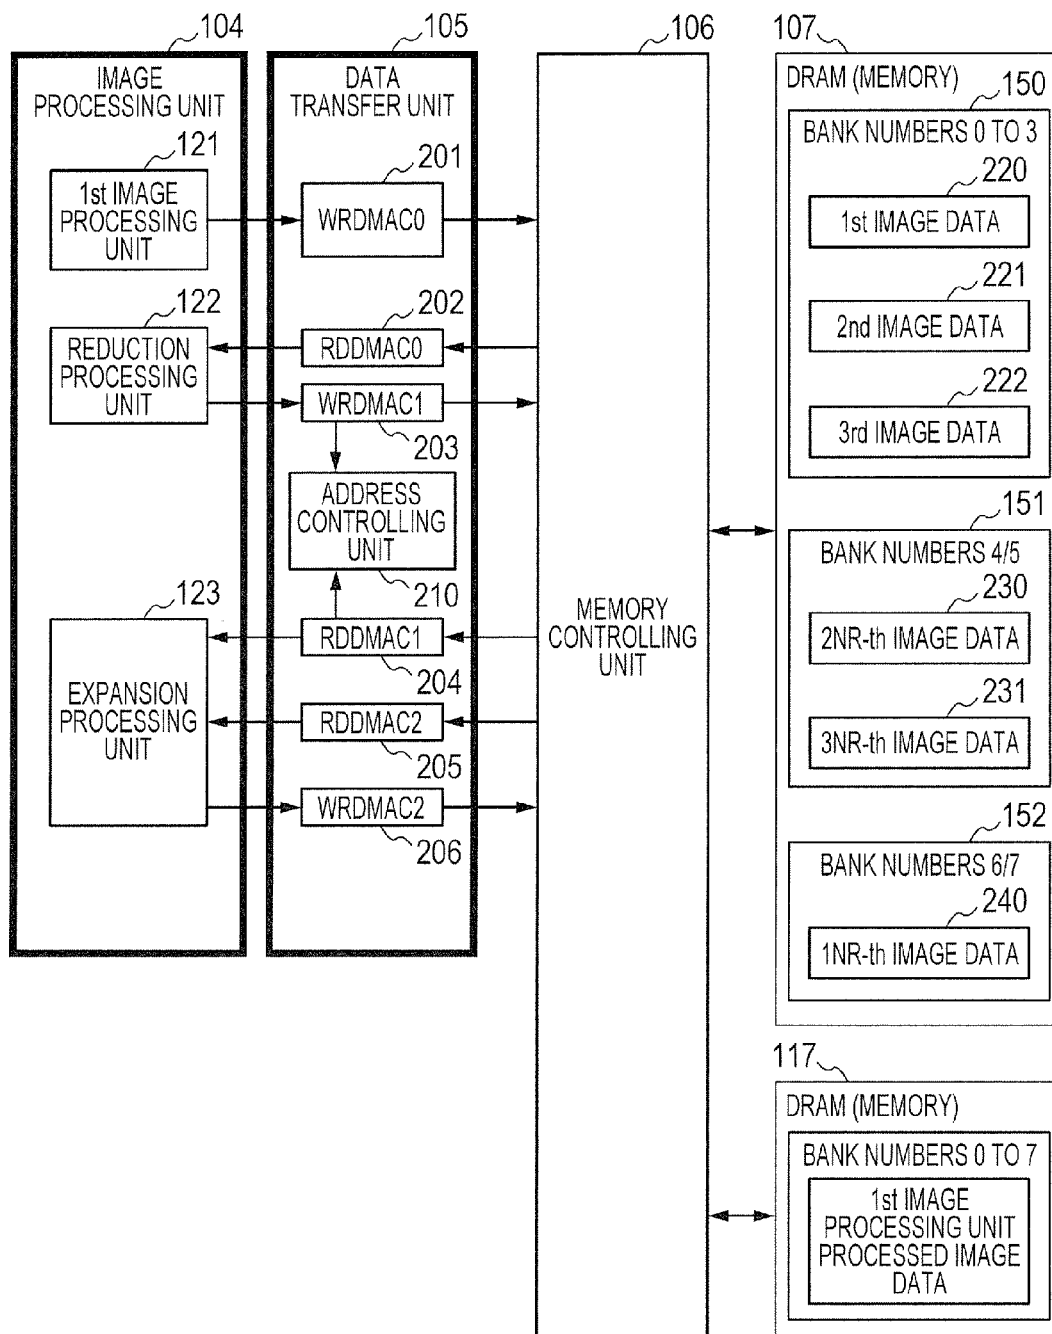 104
105
106
107
IMAGE
PROCESSING UNIT
DATA
TRANSFER UNIT
DRAM (MEMORY)
150
BANK NUMBERS 0 TO 3
121
1st IMAGE
PROCESSING
UNIT
201
WRDMAC0
220
1st IMAGE DATA
122
REDUCTION
PROCESSING
UNIT
202
RDDMAC0
WRDMAC1
203
221
2nd IMAGE DATA
222
3rd IMAGE DATA
ADDRESS
CONTROLLING
UNIT
210
151
BANK NUMBERS 4/5
230
2NR-th IMAGE DATA
231
3NR-th IMAGE DATA
123
EXPANSION
PROCESSING
UNIT
RDDMAC1
204
RDDMAC2
205
WRDMAC2
206
MEMORY
CONTROLLING
UNIT
152
BANK NUMBERS 6/7
240
1NR-th IMAGE DATA
117
DRAM (MEMORY)
BANK NUMBERS 0 TO 7
1st IMAGE
PROCESSING UNIT
PROCESSED IMAGE
DATA